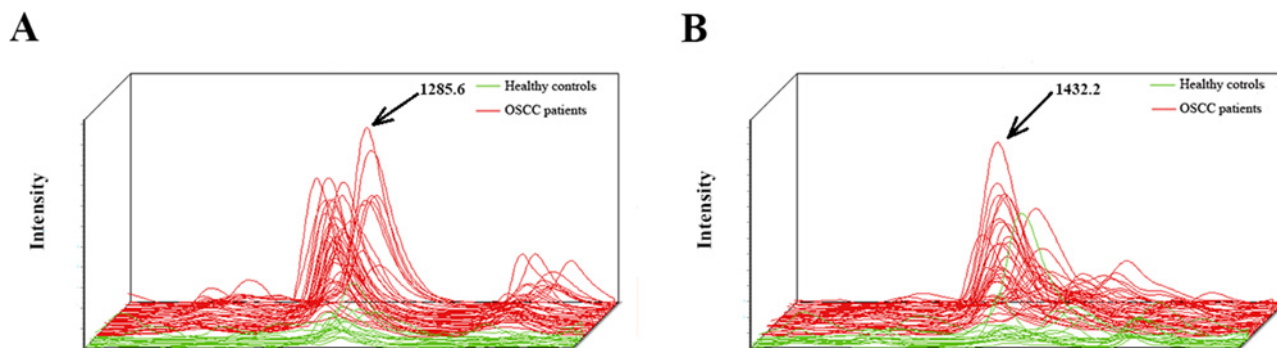 A
Intensity
1285.6
Healthy controls
OSCC patients
B
Intensity
1432.2
Healthy cotrols
OSCC patients